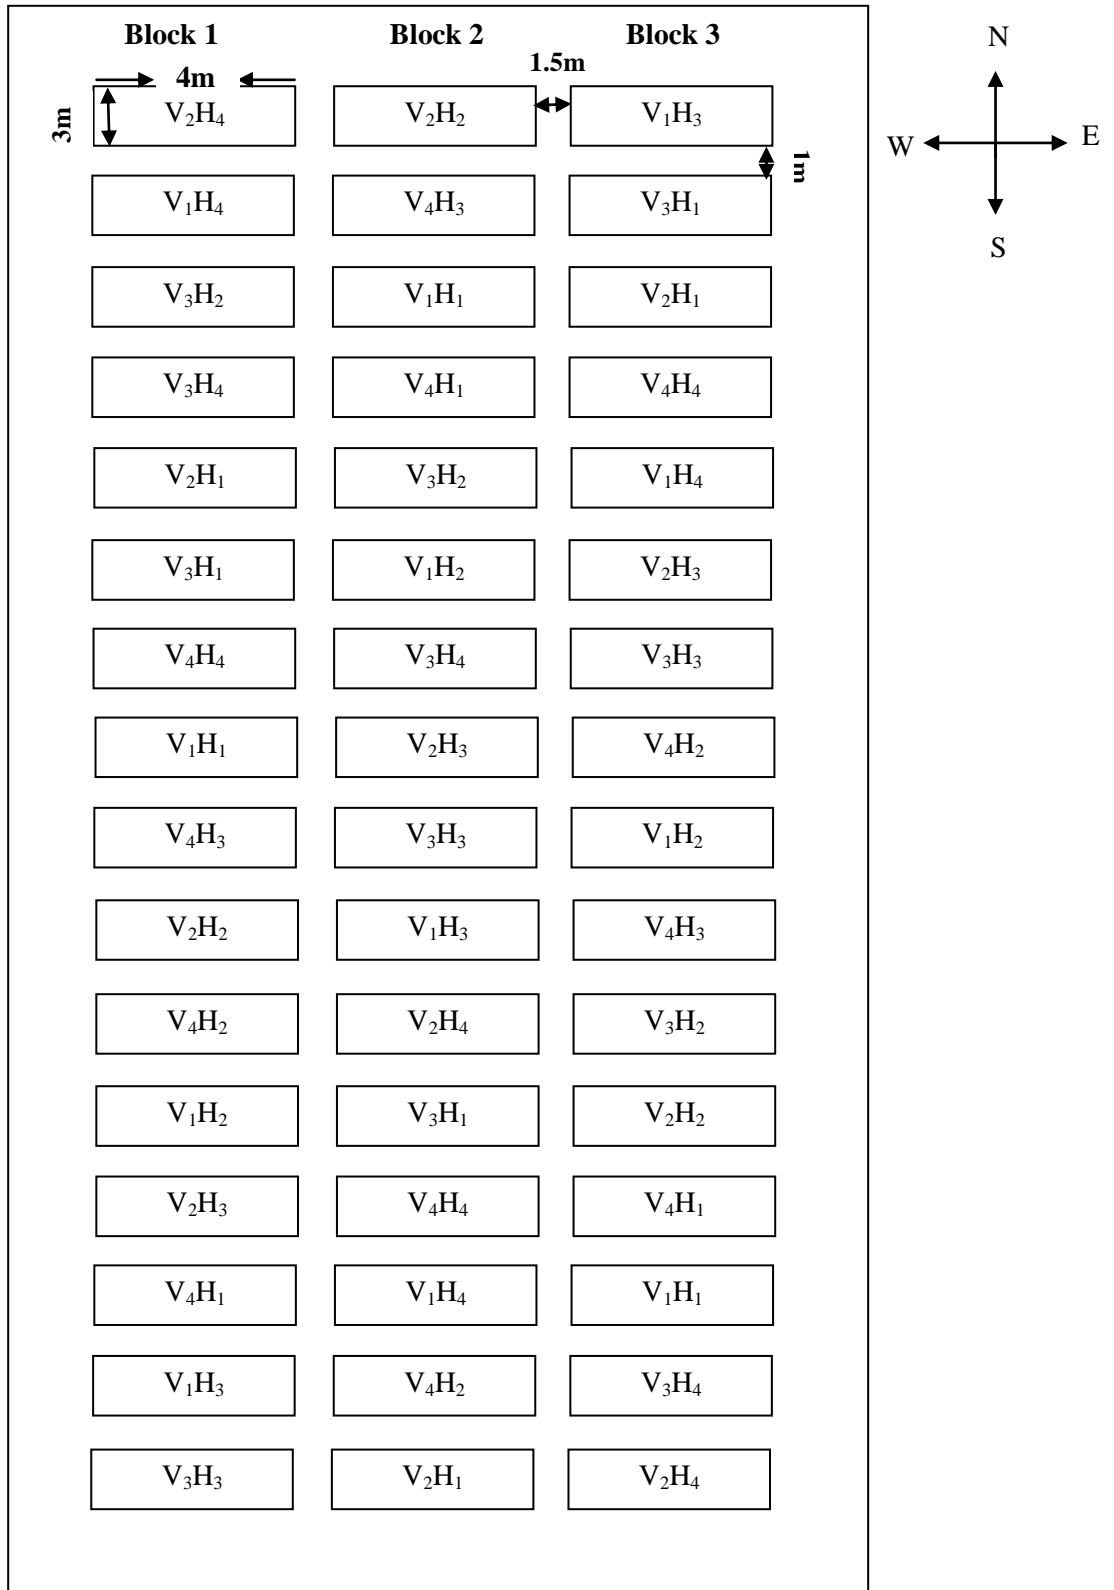 Block 1 Block 2 Block 3
N
1.5m
4m
3m
V₂H₄ V₂H₂ V₁H₃
W E
1m
V₁H₄ V₄H₃ V₃H₁
S
V₃H₂ V₁H₁ V₂H₁
V₃H₄ V₄H₁ V₄H₄
V₂H₁ V₃H₂ V₁H₄
V₃H₁ V₁H₂ V₂H₃
V₄H₄ V₃H₄ V₃H₃
V₁H₁ V₂H₃ V₄H₂
V₄H₃ V₃H₃ V₁H₂
V₂H₂ V₁H₃ V₄H₃
V₄H₂ V₂H₄ V₃H₂
V₁H₂ V₃H₁ V₂H₂
V₂H₃ V₄H₄ V₄H₁
V₄H₁ V₁H₄ V₁H₁
V₁H₃ V₄H₂ V₃H₄
V₃H₃ V₂H₁ V₂H₄